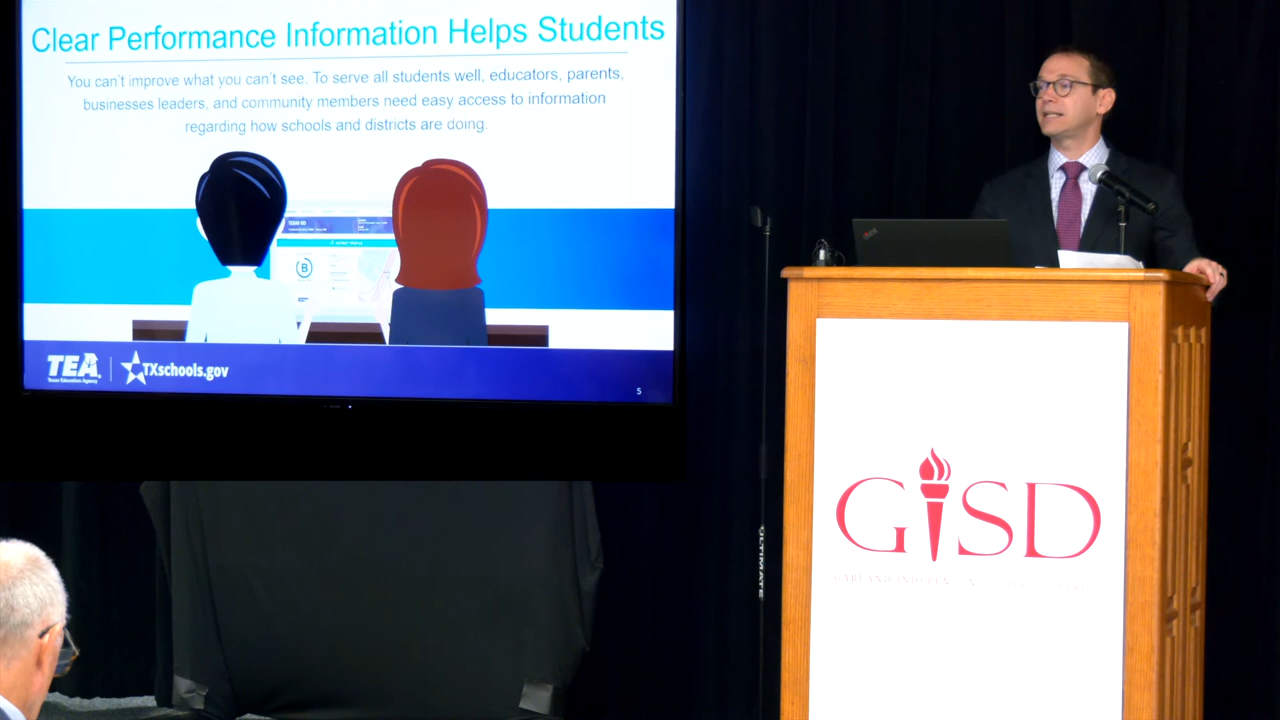 Clear Performance Information Helps Students
You can't improve what you can't see. To serve all students well, educators, parents,
businesses leaders, and community members need easy access to information
regarding how schools and districts are doing.
B
TEA
Texas Education Agency
TXschools.gov
5
ULTIMATE
GISD